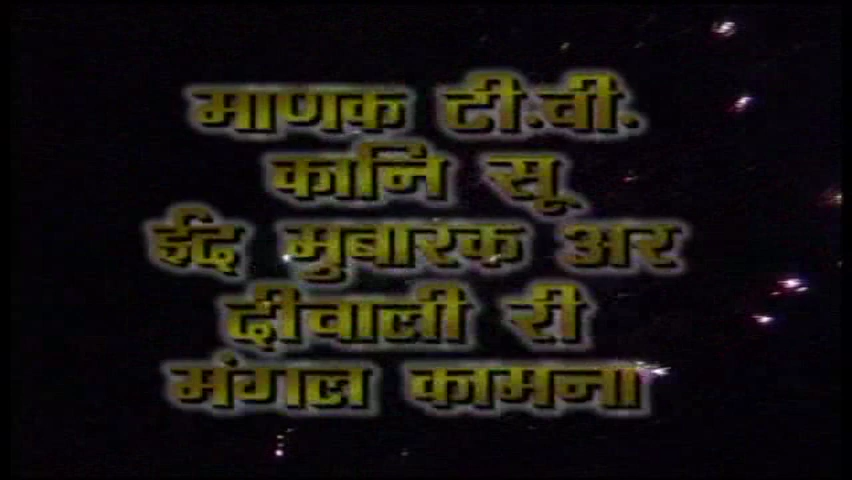 माणक टी.वी.
कानि सू
ईद मुबारक अर
दीवाली री
मंगल कामना